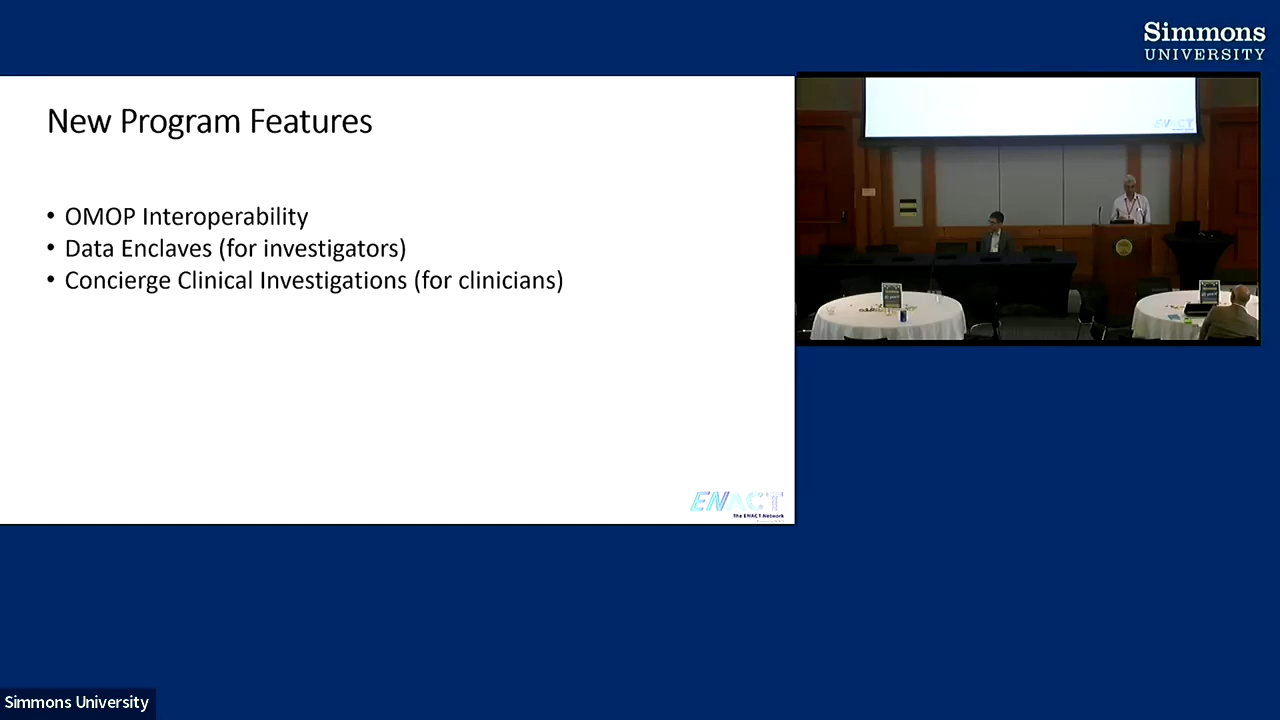 Simmons
UNIVERSITY
New Program Features
• OMOP Interoperability
• Data Enclaves (for investigators)
• Concierge Clinical Investigations (for clinicians)
ENACT
The ENACT Network
ENACT
Simmons University